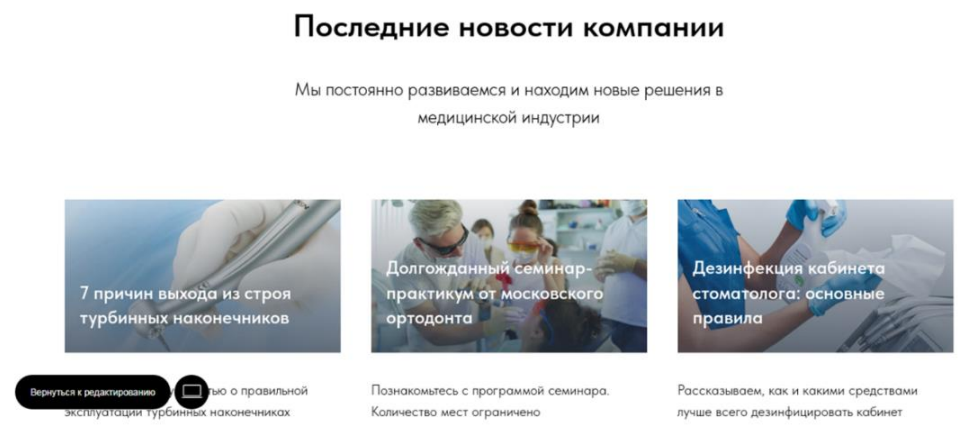 Последние новости компании
Мы постоянно развиваемся и находим новые решения в
медицинской индустрии
7 причин выхода из строя
турбинных наконечников
Долгожданный семинар-
практикум от московского
ортодонта
Дезинфекция кабинета
стоматолога: основные
правила
Вернуться к редактированию
о правильной
эксплуатации турбинных наконечниках
Познакомьтесь с программой семинара.
Количество мест ограничено
Рассказываем, как и какими средствами
лучше всего дезинфицировать кабинет